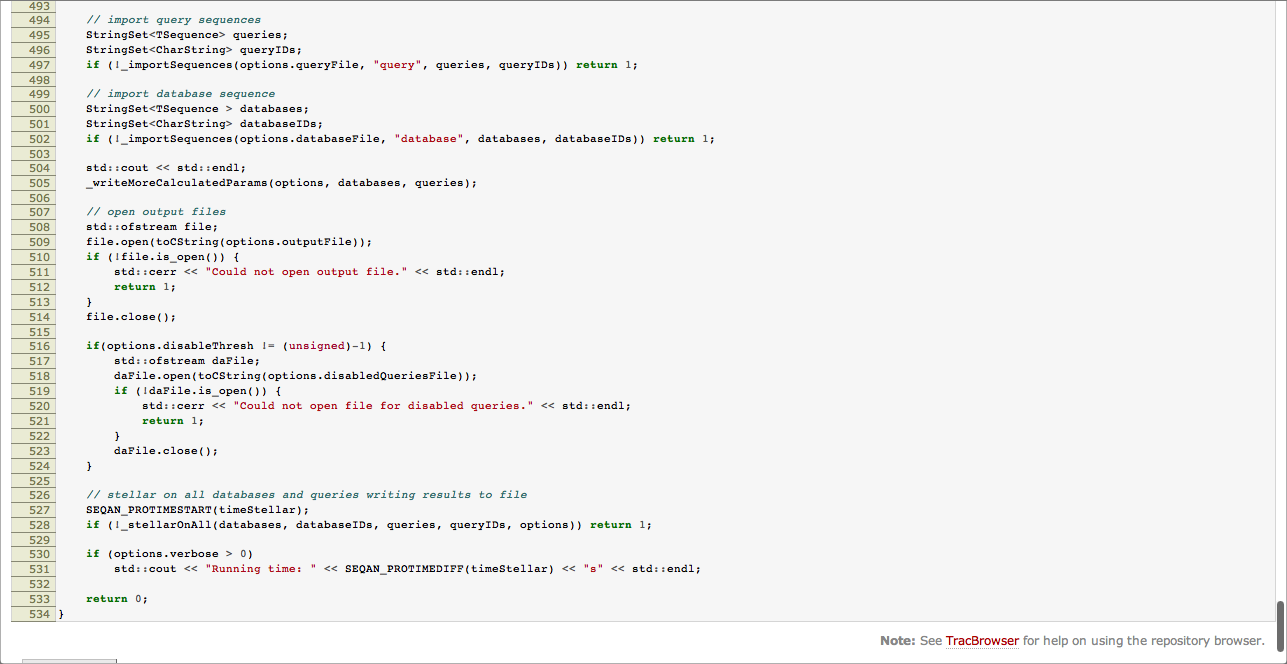 493
494 // import query sequences
495 StringSet<TSequence> queries;
496 StringSet<CharString> queryIDs;
497 if (!_importSequences(options.queryFile, "query", queries, queryIDs)) return 1;
498
499 // import database sequence
500 StringSet<TSequence > databases;
501 StringSet<CharString> databaseIDs;
502 if (!_importSequences(options.databaseFile, "database", databases, databaseIDs)) return 1;
503
504 std::cout << std::endl;
505 _writeMoreCalculatedParams(options, databases, queries);
506
507 // open output files
508 std::ofstream file;
509 file.open(toCString(options.outputFile));
510 if (!file.is_open()) {
511 std::cerr << "Could not open output file." << std::endl;
512 return 1;
513 }
514 file.close();
515
516 if(options.disableThresh != (unsigned)-1) {
517 std::ofstream daFile;
518 daFile.open(toCString(options.disabledQueriesFile));
519 if (!daFile.is_open()) {
520 std::cerr << "Could not open file for disabled queries." << std::endl;
521 return 1;
522 }
523 daFile.close();
524 }
525
526 // stellar on all databases and queries writing results to file
527 SEQAN_PROTIMESTART(timeStellar);
528 if (!_stellarOnAll(databases, databaseIDs, queries, queryIDs, options)) return 1;
529
530 if (options.verbose > 0)
531 std::cout << "Running time: " << SEQAN_PROTIMEDIFF(timeStellar) << "s" << std::endl;
532
533 return 0;
534 }
Note: See TracBrowser for help on using the repository browser.